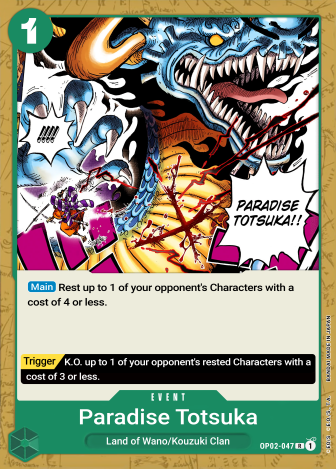 1
!!!!
PARADISE
TOTSUKA!!
Main Rest up to 1 of your opponent's Characters with a
cost of 4 or less.
Trigger K.O. up to 1 of your opponent's rested Characters with a
cost of 3 or less.
EVENT
Paradise Totsuka
Land of Wano/Kouzuki Clan
OP02-047 R 1